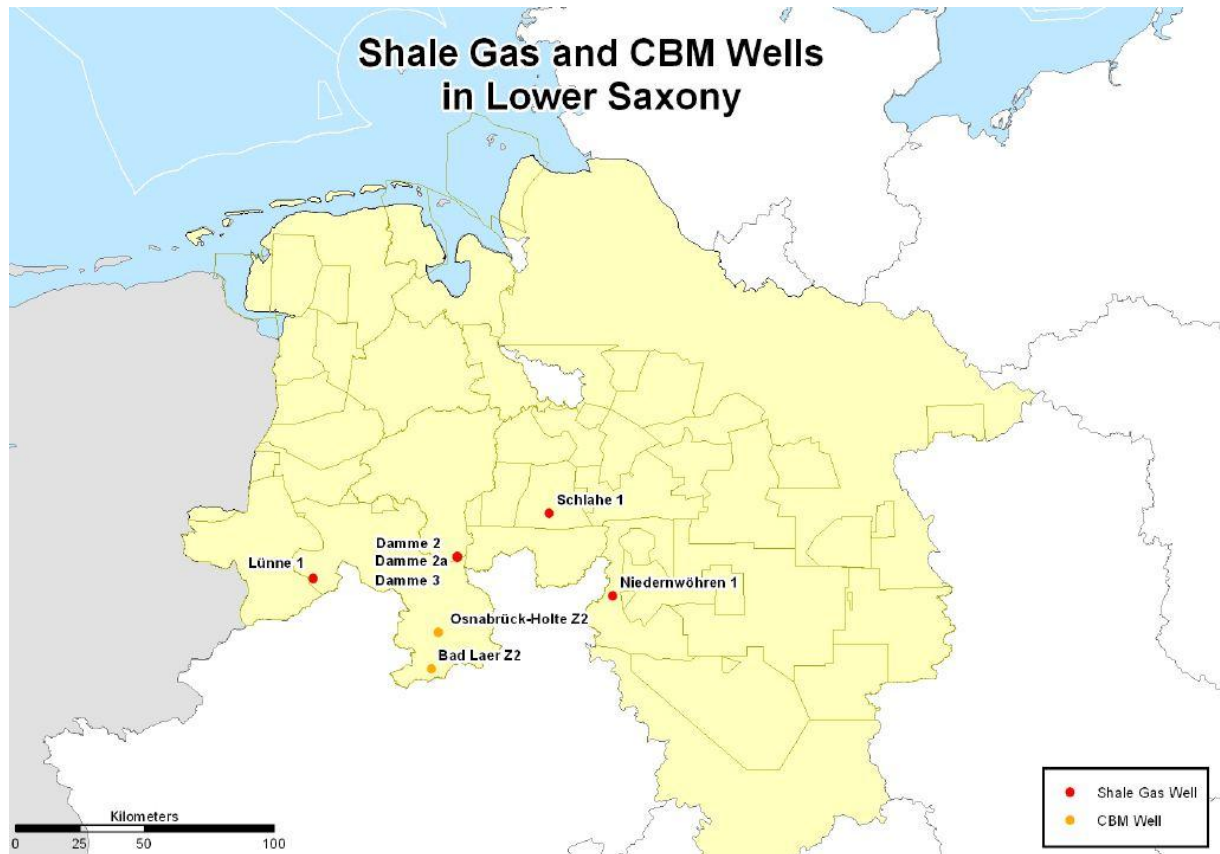 Shale Gas and CBM Wells
in Lower Saxony
Schlahe 1
Damme 2
Damme 2a
Damme 3
Lünne 1
Niedernwöhren 1
Osnabrück-Holte Z2
Bad Laer Z2
Shale Gas Well
CBM Well
Kilometers
0 25 50 100